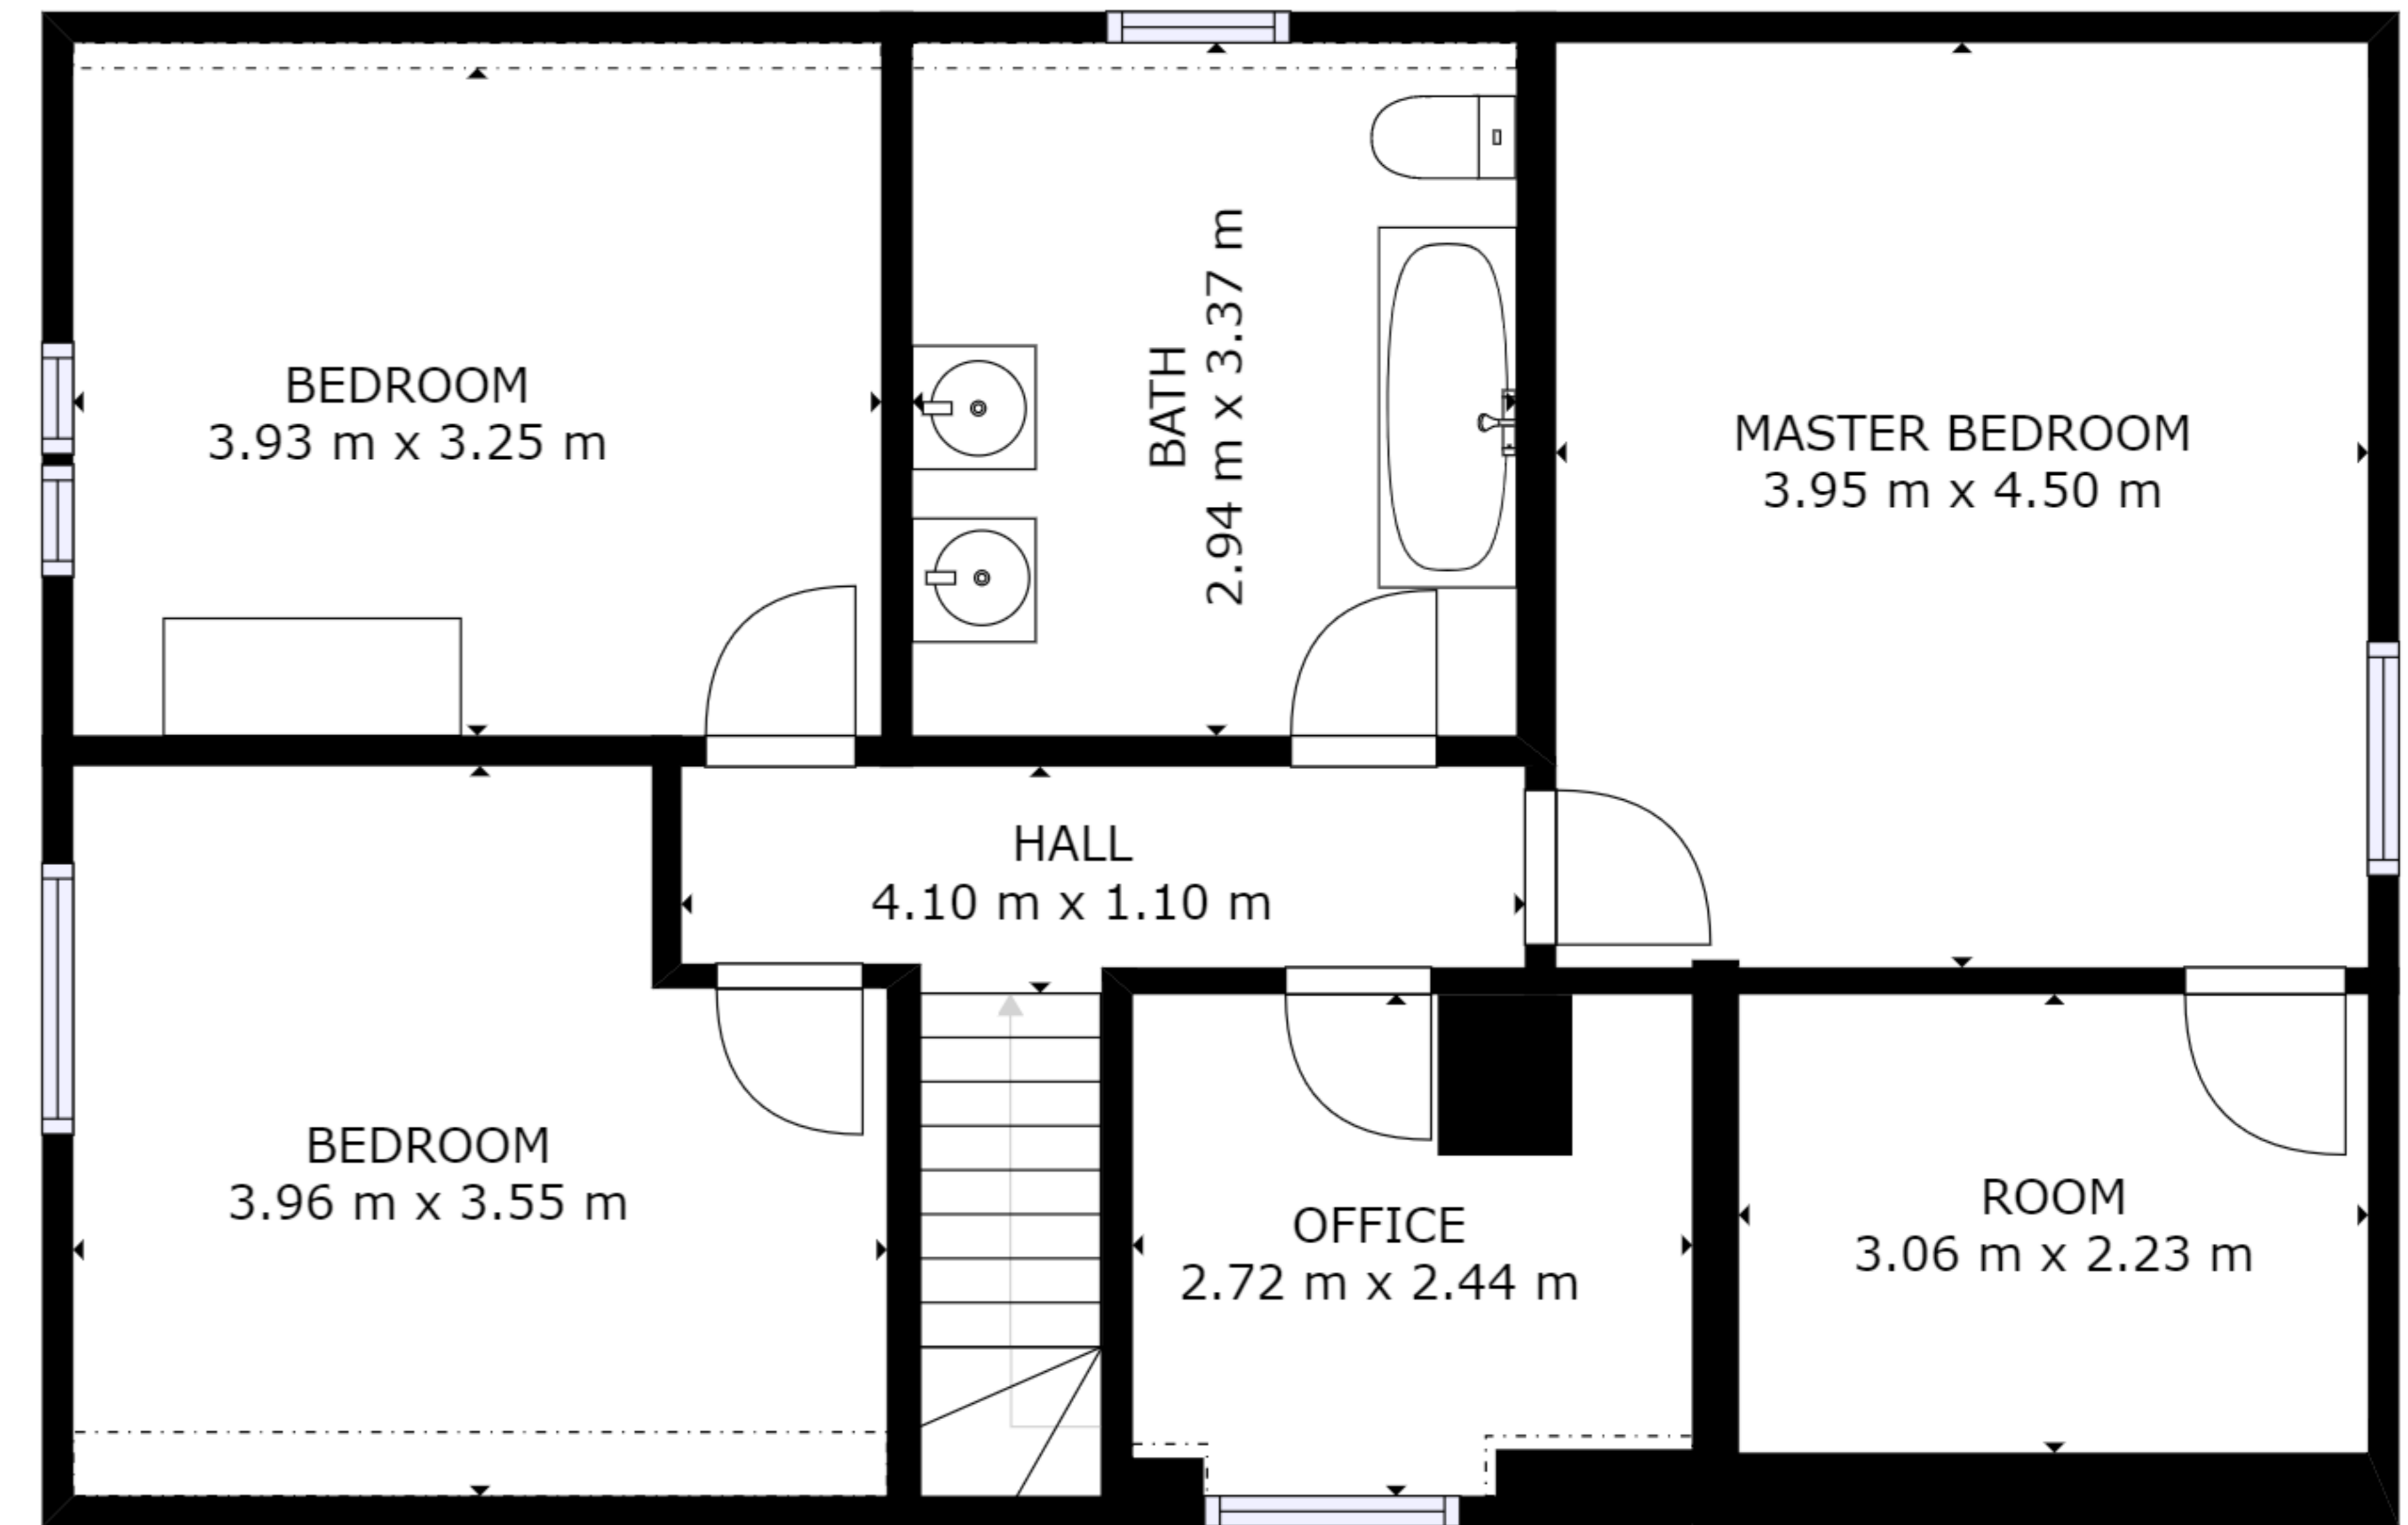 BEDROOM
3.93 m x 3.25 m
BATH
2.94 m x 3.37 m
MASTER BEDROOM
3.95 m x 4.50 m
HALL
4.10 m x 1.10 m
BEDROOM
3.96 m x 3.55 m
OFFICE
2.72 m x 2.44 m
ROOM
3.06 m x 2.23 m